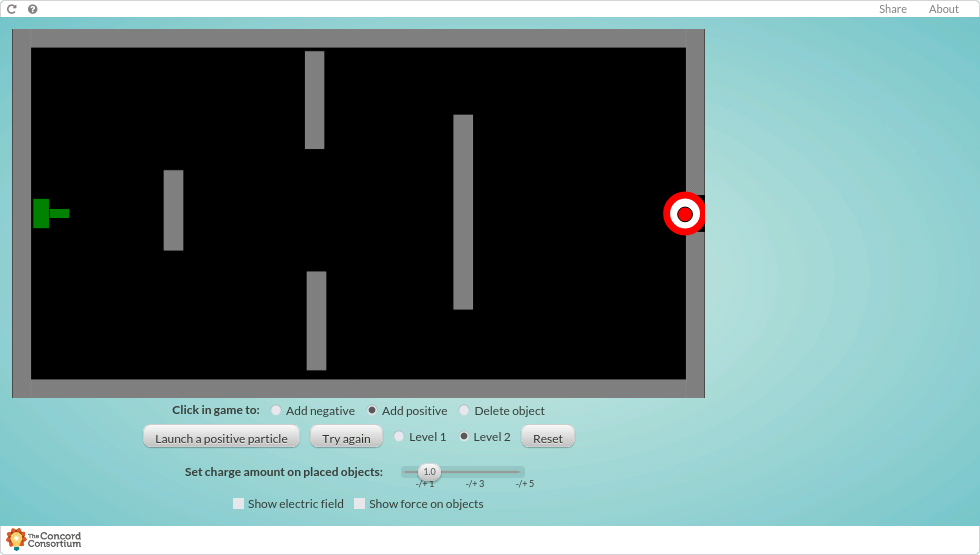 Share About
Click in game to: Add negative Add positive Delete object
Launch a positive particle Try again Level 1 Level 2 Reset
Set charge amount on placed objects: 1.0
-/+1 -/+3 -/+5
Show electric field Show force on objects
The Concord
Consortium